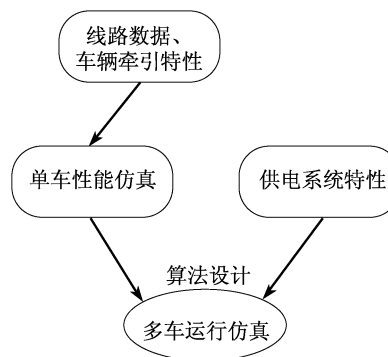 线路数据、
车辆牵引特性
单车性能仿真
供电系统特性
算法设计
多车运行仿真